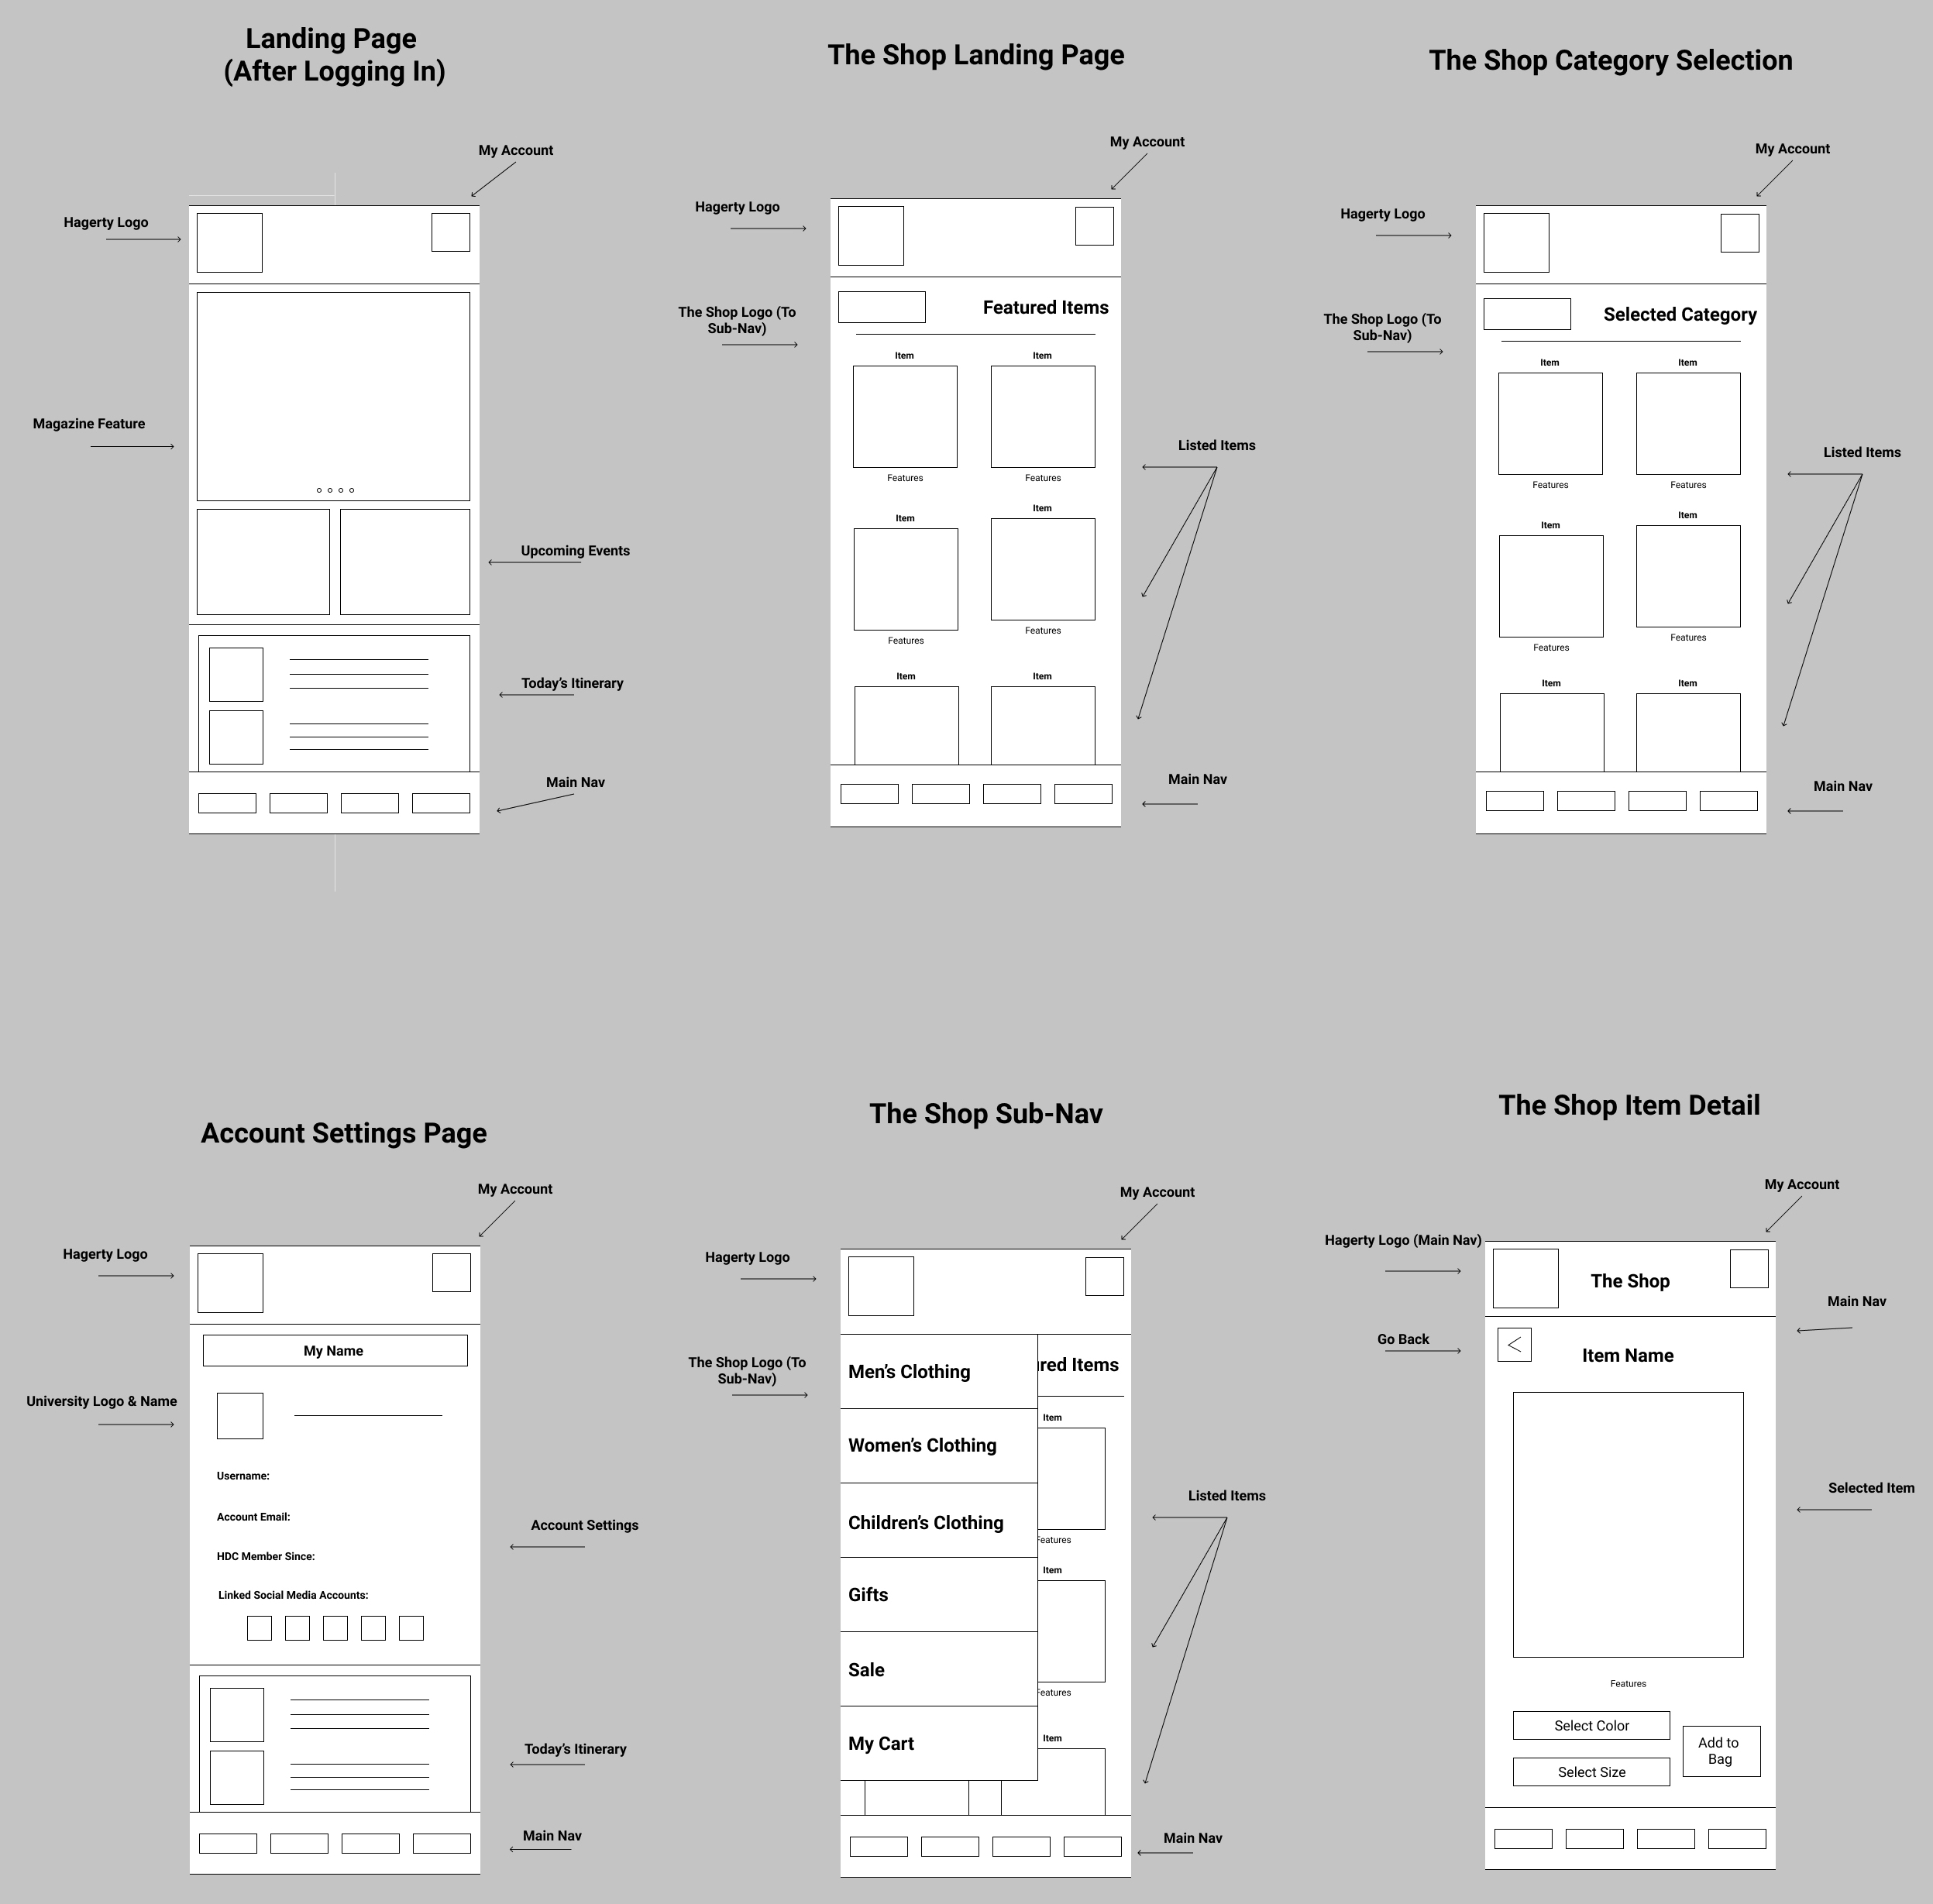 Landing Page
(After Logging In)
My Account
Hagerty Logo
Magazine Feature
Upcoming Events
Today's Itinerary
Main Nav
The Shop Landing Page
My Account
Hagerty Logo
The Shop Logo (To
Sub-Nav)
Featured Items
Item
Item
Features
Features
Listed Items
Item
Item
Features
Features
Item
Item
Main Nav
The Shop Category Selection
My Account
Hagerty Logo
The Shop Logo (To
Sub-Nav)
Selected Category
Item
Item
Features
Features
Listed Items
Item
Item
Features
Features
Item
Item
Main Nav
Account Settings Page
My Account
Hagerty Logo
My Name
University Logo & Name
Username:
Account Email:
Account Settings
HDC Member Since:
Linked Social Media Accounts:
Today's Itinerary
Main Nav
The Shop Sub-Nav
My Account
Hagerty Logo
The Shop Logo (To
Sub-Nav)
Men's Clothing
ured Items
Item
Women's Clothing
Listed Items
Children's Clothing
Features
Item
Gifts
Sale
Features
Item
My Cart
Main Nav
The Shop Item Detail
My Account
Hagerty Logo (Main Nav)
The Shop
Main Nav
Go Back
<
Item Name
Selected Item
Features
Select Color
Add to
Bag
Select Size